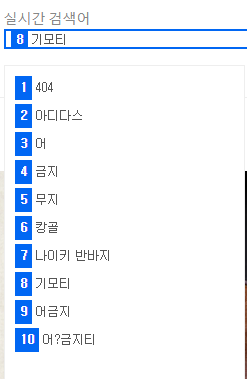 실시간 검색어
8 기모티
1 404
2 아디다스
3 어
4 금지
5 무지
6 캉골
7 나이키 반바지
8 기모티
9 어금지
10 어?금지티